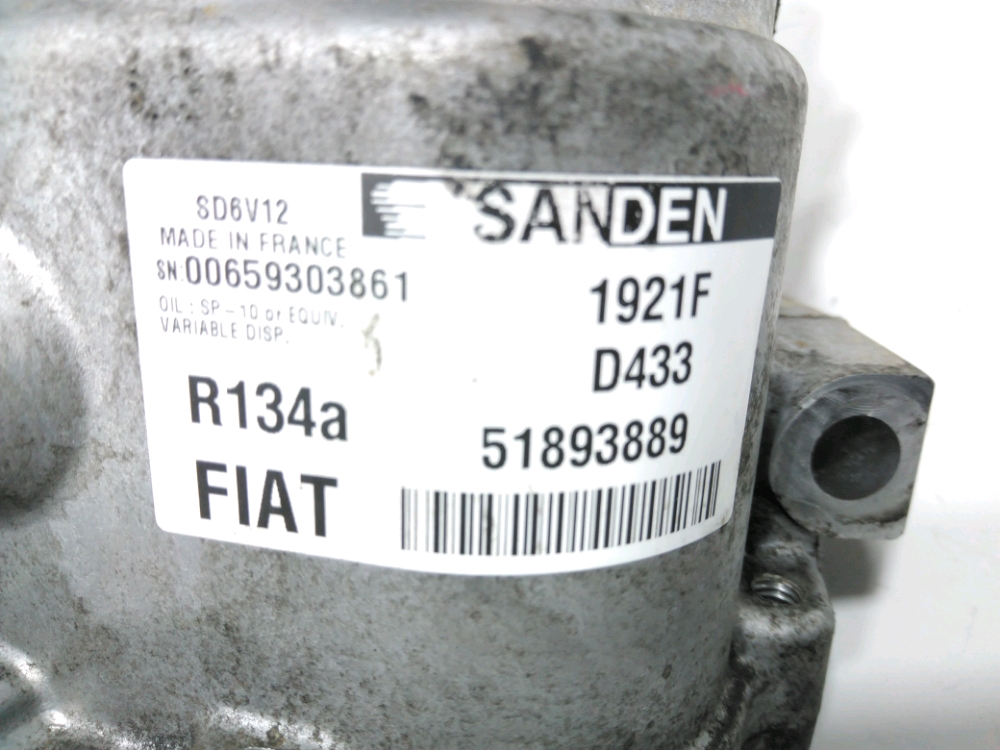 SD6V12
SANDEN
MADE IN FRANCE
SN:00659303861
OIL : SP-10 or EQUIV.
VARIABLE DISP.
1921F
D433
R134a
51893889
FIAT